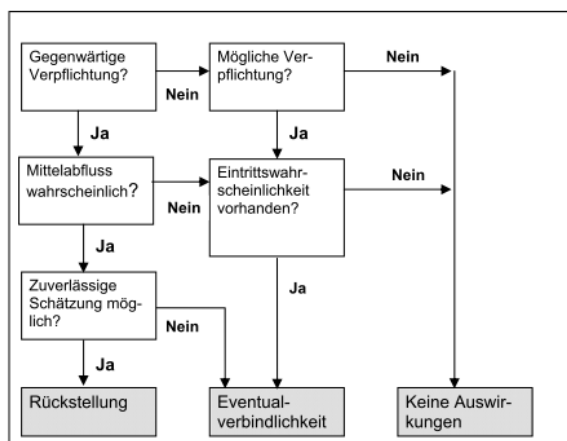 Gegenwärtige
Verpflichtung?
Nein
Mögliche Ver-
pflichtung?
Nein
Ja
Ja
Mittelabfluss
wahrscheinlich?
Nein
Eintrittswahr-
scheinlichkeit
vorhanden?
Nein
Ja
Ja
Zuverlässige
Schätzung mög-
lich?
Nein
Ja
Rückstellung
Eventual-
verbindlichkeit
Keine Auswir-
kungen